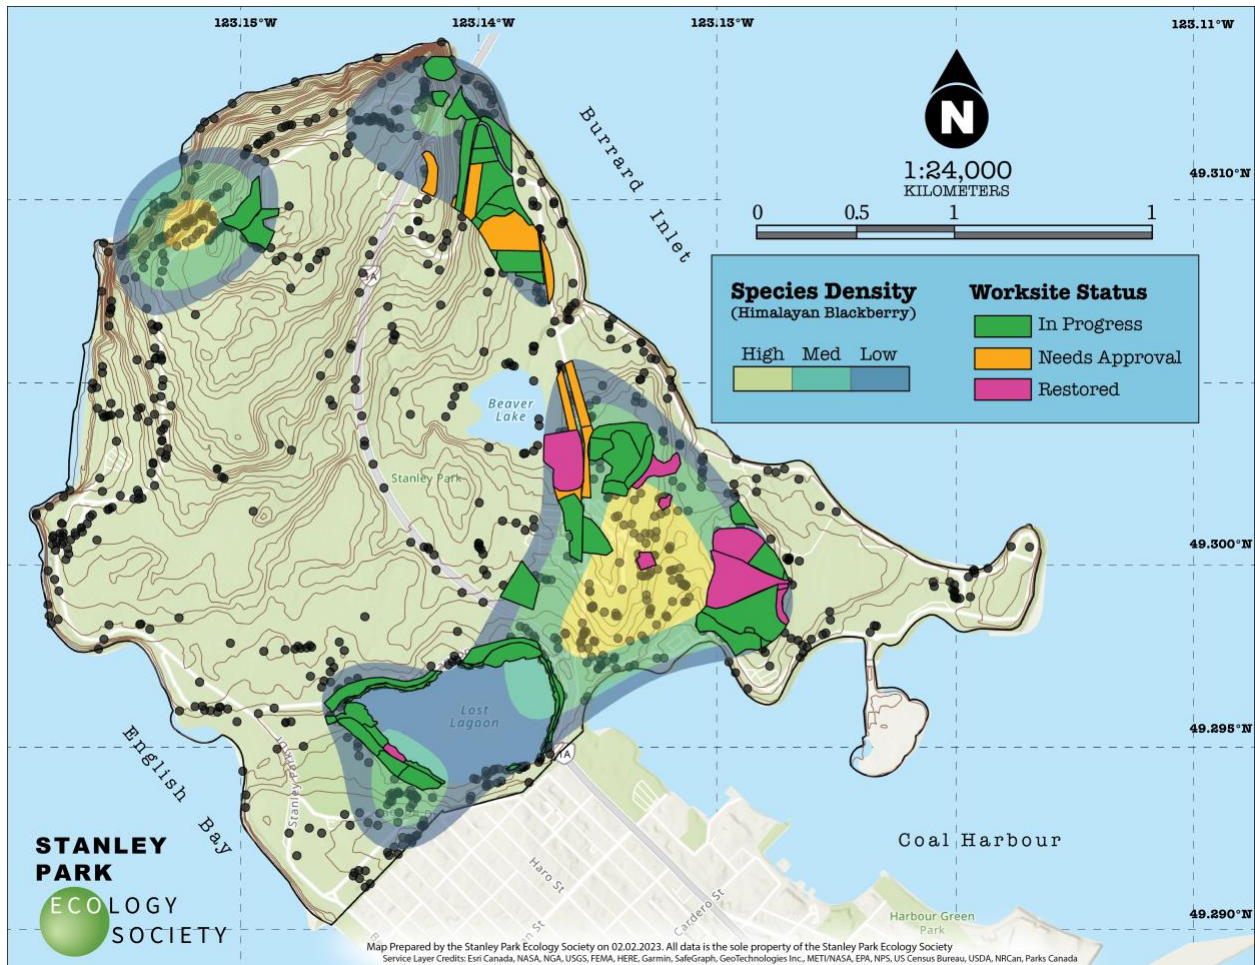 123.15°W
123.14°W
123.13°W
123.11°W
Burrard Inlet
N
1:24,000
KILOMETERS
49.310°N
0
0.5
1
1
Species Density
(Himalayan Blackberry)
High
Med
Low
Worksite Status
In Progress
Needs Approval
Restored
Beaver
Lake
Stanley Park
49.300°N
Lost
Lagoon
49.295°N
1A
English Bay
Coal Harbour
STANLEY
PARK
ECOLOGY
SOCIETY
Haro St
Cardero St
Harbour Green
Park
49.290°N
Map Prepared by the Stanley Park Ecology Society on 02.02.2023. All data is the sole property of the Stanley Park Ecology Society
Service Layer Credits: Esri Canada, NASA, NGA, USGS, FEMA, HERE, Garmin, SafeGraph, GeoTechnologies Inc., METI/NASA, EPA, NPS, US Census Bureau, USDA, NRCan, Parks Canada